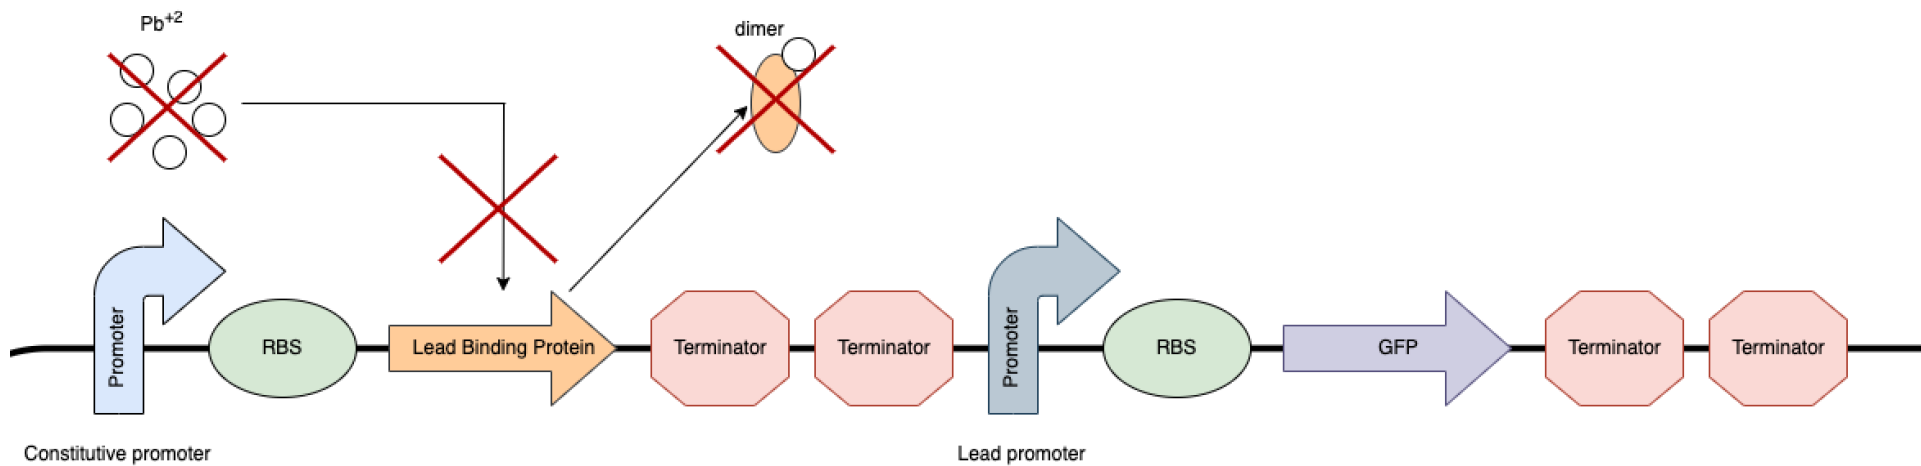 Pb+2
dimer
Promoter
RBS
Lead Binding Protein
Terminator
Terminator
Promoter
RBS
GFP
Terminator
Terminator
Constitutive promoter
Lead promoter